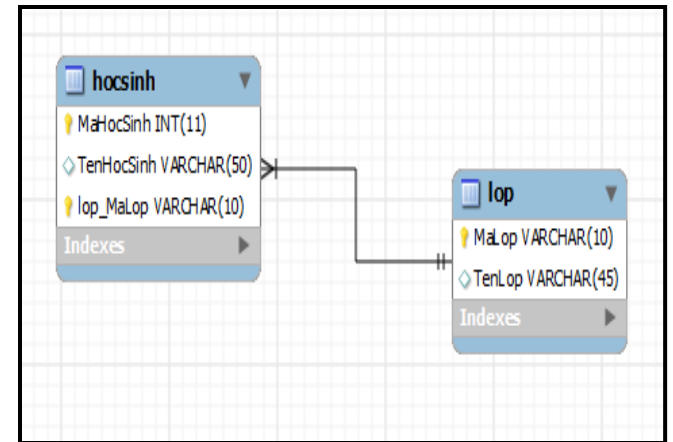 hocsinh
MaHocSinh INT(11)
TenHocSinh VARCHAR(50)
lop_MaLop VARCHAR(10)
Indexes
lop
MaLop VARCHAR(10)
TenLop VARCHAR(45)
Indexes